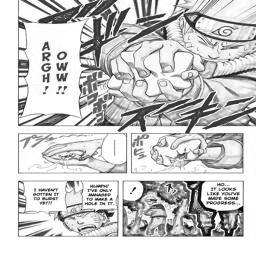 OWW!!
ARGH!
HO...
IT LOOKS
LIKE YOU'VE
MADE SOME
PROGRESS...
HUMPH!
I'VE ONLY
MANAGED
TO MAKE A
HOLE IN IT.
I HAVEN'T
GOTTEN
IT TO
BURST
YET!!